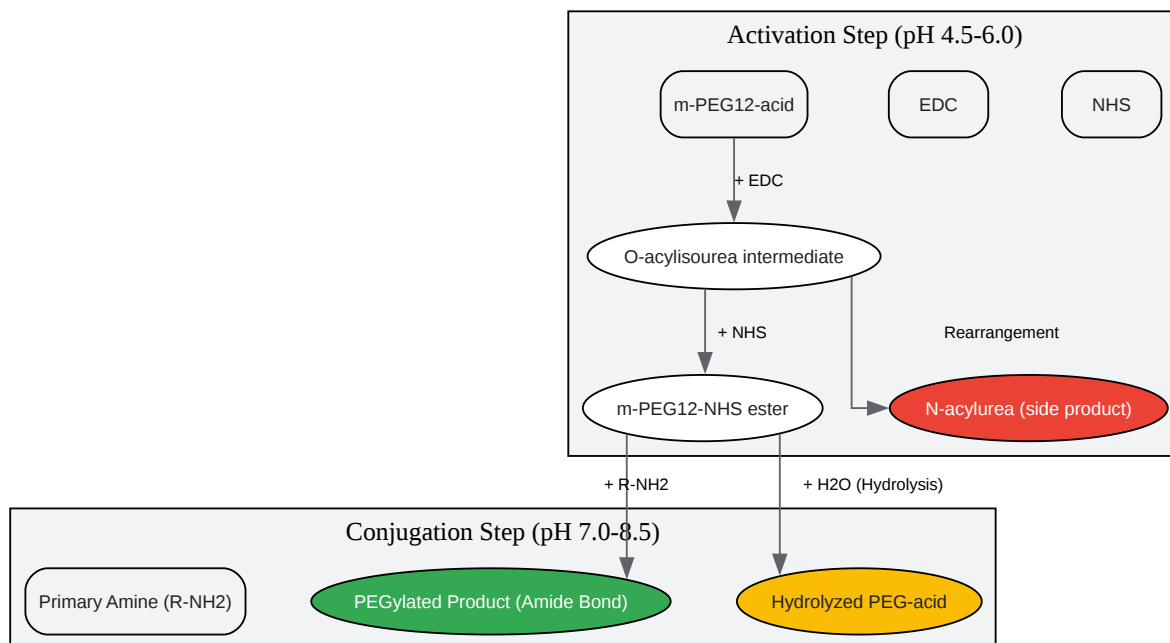 Activation Step (pH 4.5-6.0)
m-PEG12-acid
EDC
NHS
+ EDC
O-acylisourea intermediate
+ NHS
Rearrangement
m-PEG12-NHS ester
N-acylurea (side product)
+ R-NH2
+ H2O (Hydrolysis)
Conjugation Step (pH 7.0-8.5)
Primary Amine (R-NH2)
PEGylated Product (Amide Bond)
Hydrolyzed PEG-acid